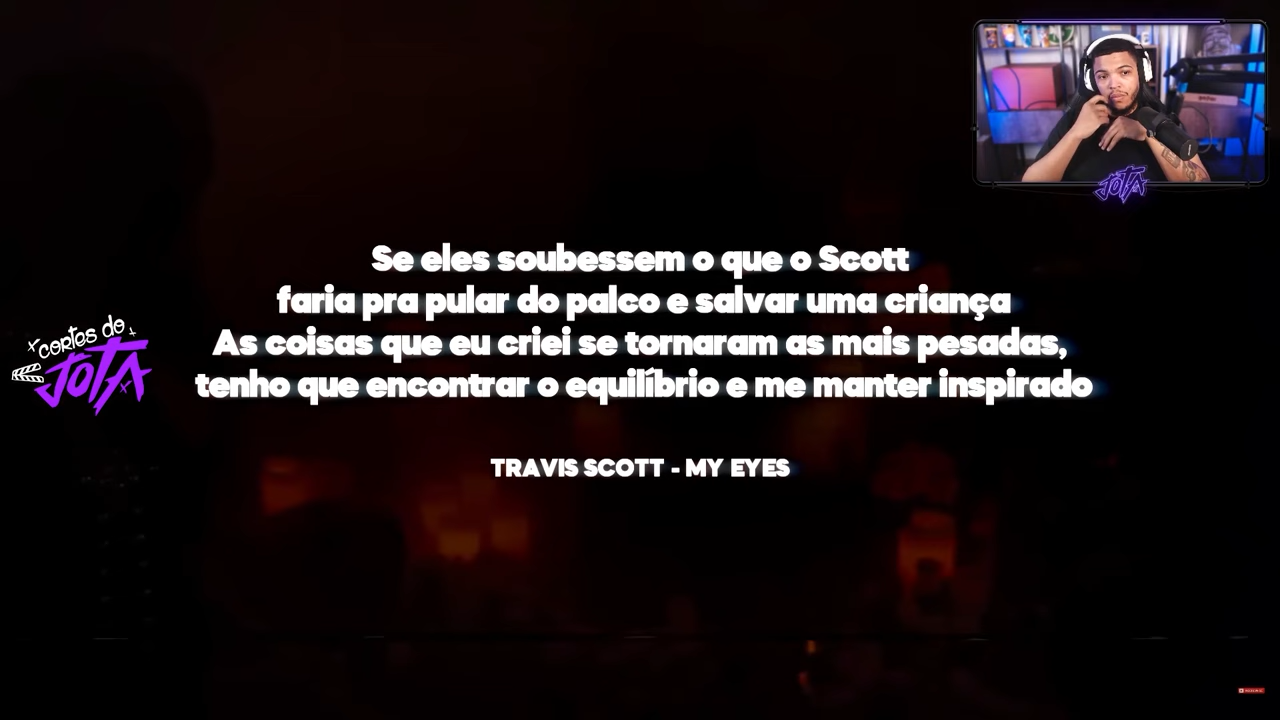 Se eles soubessem o que o Scott
faria pra pular do palco e salvar uma criança
As coisas que eu criei se tornaram as mais pesadas,
tenho que encontrar o equilíbrio e me manter inspirado
TRAVIS SCOTT - MY EYES
cortes do
JOTA
JOTA